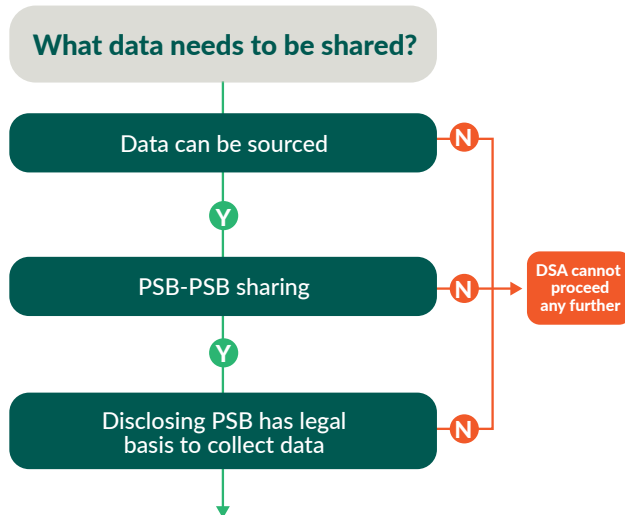 What data needs to be shared?
Data can be sourced
N
Y
DSA cannot
proceed
any further
PSB-PSB sharing
N
Y
Disclosing PSB has legal
basis to collect data
N